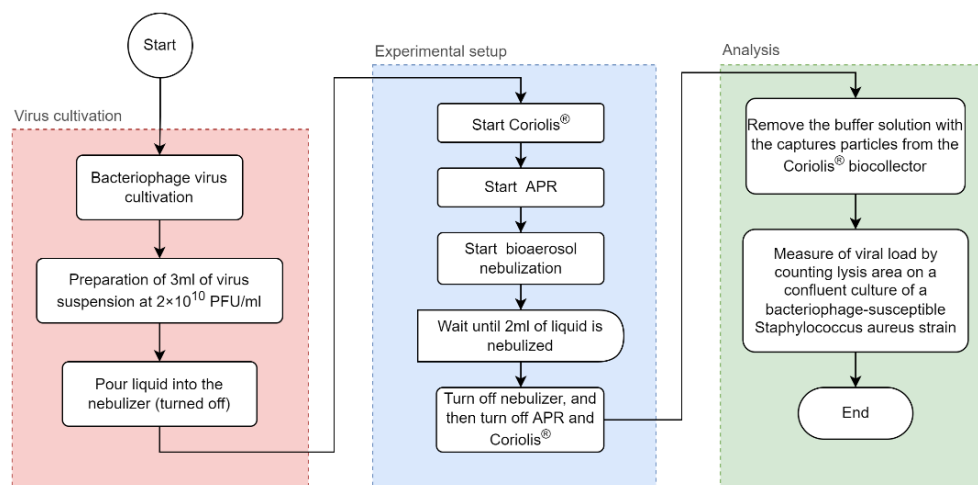 Start
Virus cultivation
Bacteriophage virus
cultivation
Preparation of 3ml of virus
suspension at 2×10¹⁰ PFU/ml
Pour liquid into the
nebulizer (turned off)
Experimental setup
Start Coriolis®
Start APR
Start bioaerosol
nebulization
Wait until 2ml of liquid is
nebulized
Turn off nebulizer, and
then turn off APR and
Coriolis®
Analysis
Remove the buffer solution with
the captures particles from the
Coriolis® biocollector
Measure of viral load by
counting lysis area on a
confluent culture of a
bacteriophage-susceptible
Staphylococcus aureus strain
End